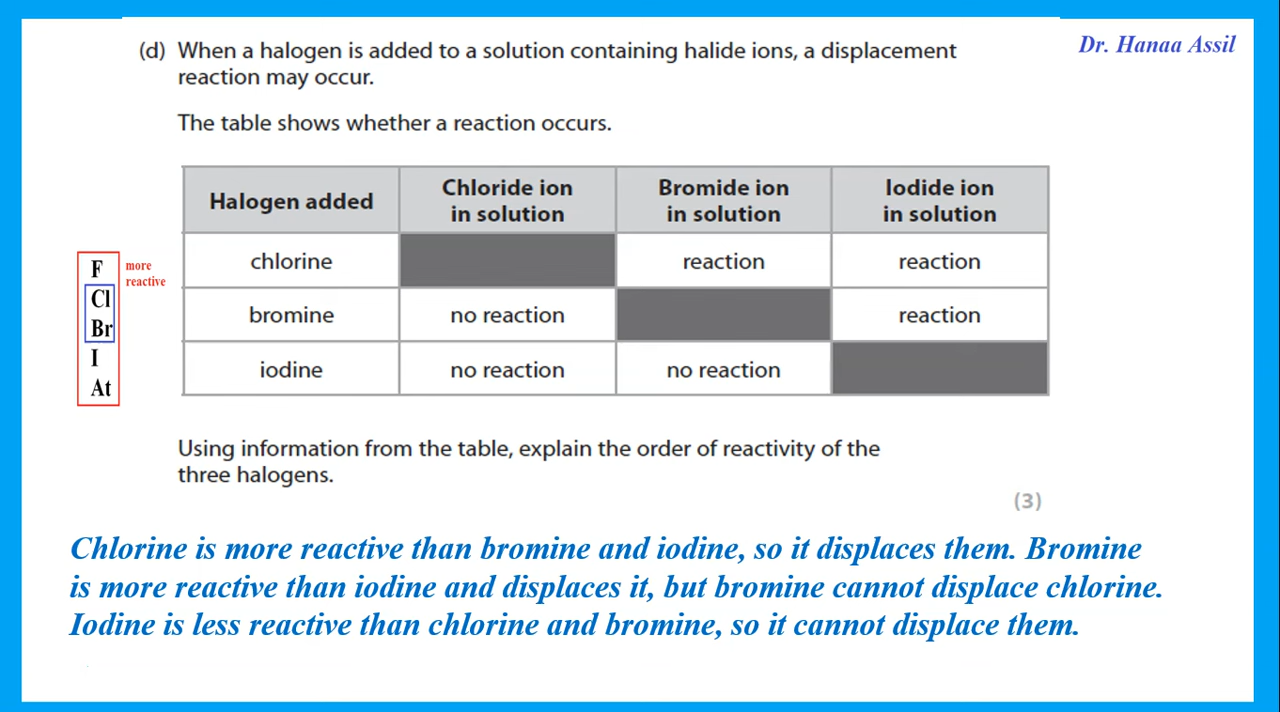 Dr. Hanaa Assil
(d) When a halogen is added to a solution containing halide ions, a displacement
reaction may occur.
The table shows whether a reaction occurs.
Halogen added
Chloride ion
in solution
Bromide ion
in solution
Iodide ion
in solution
chlorine
reaction
reaction
bromine
no reaction
reaction
iodine
no reaction
no reaction
F
Cl
Br
I
At
more
reactive
Using information from the table, explain the order of reactivity of the
three halogens.
(3)
Chlorine is more reactive than bromine and iodine, so it displaces them. Bromine
is more reactive than iodine and displaces it, but bromine cannot displace chlorine.
Iodine is less reactive than chlorine and bromine, so it cannot displace them.